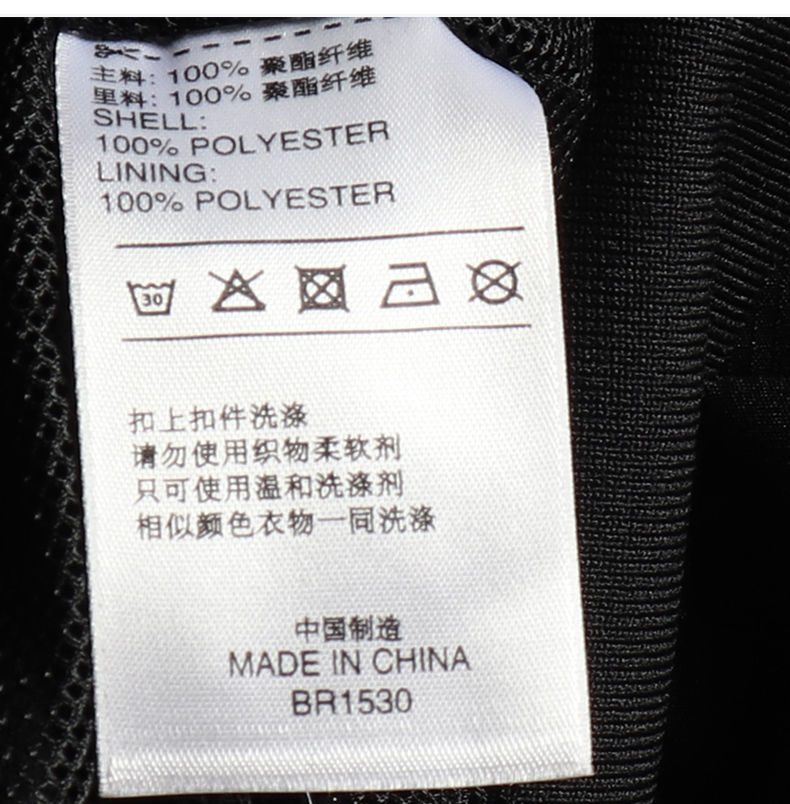 主料: 100% 聚酯纤维
里料: 100% 聚酯纤维
SHELL:
100% POLYESTER
LINING:
100% POLYESTER
30
扣上扣件洗涤
请勿使用织物柔软剂
只可使用温和洗涤剂
相似颜色衣物一同洗涤
中国制造
MADE IN CHINA
BR1530